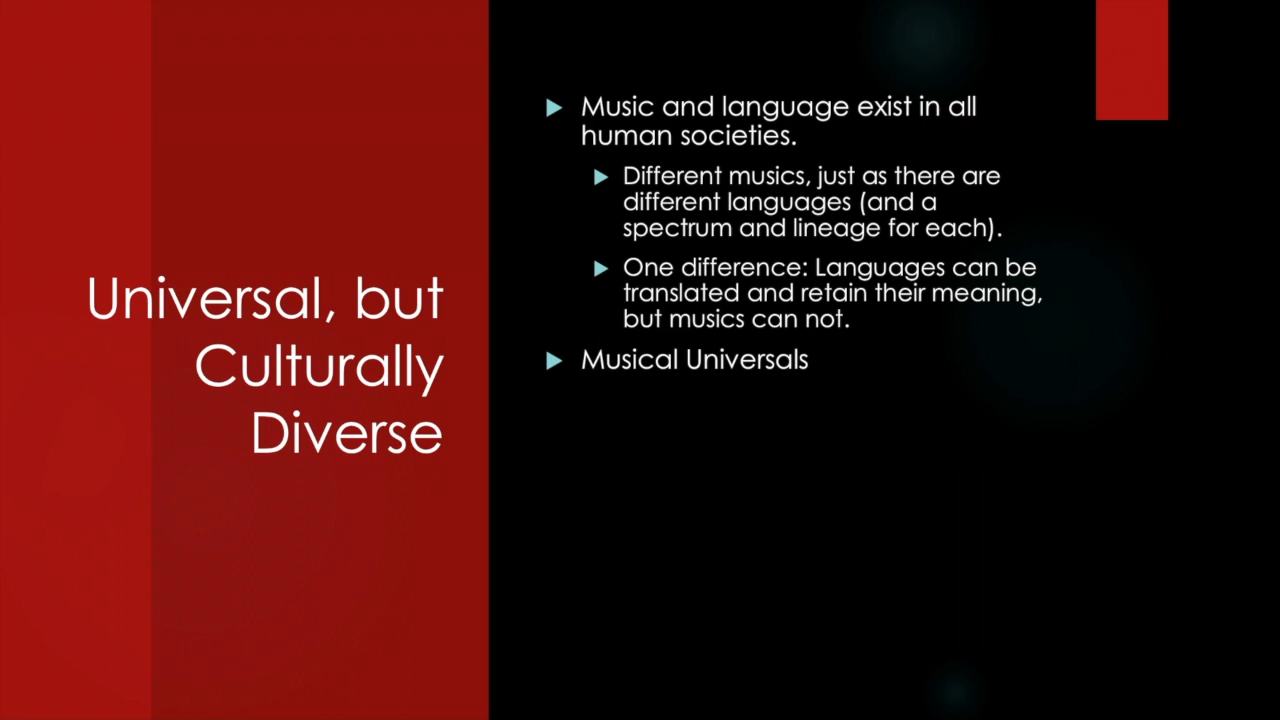 Universal, but
Culturally
Diverse
Music and language exist in all
human societies.
Different musics, just as there are
different languages (and a
spectrum and lineage for each).
One difference: Languages can be
translated and retain their meaning,
but musics can not.
Musical Universals